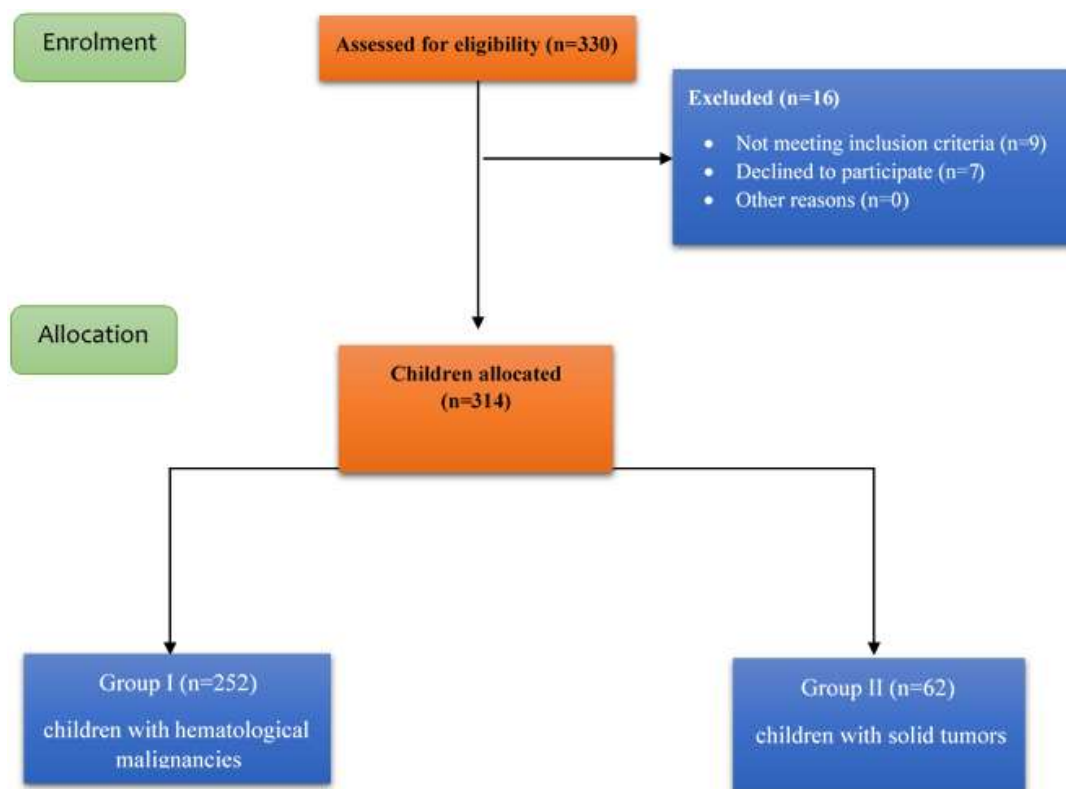 Enrolment
Assessed for eligibility (n=330)
Excluded (n=16)
• Not meeting inclusion criteria (n=9)
• Declined to participate (n=7)
• Other reasons (n=0)
Allocation
Children allocated
(n=314)
Group I (n=252)
children with hematological
malignancies
Group II (n=62)
children with solid tumors